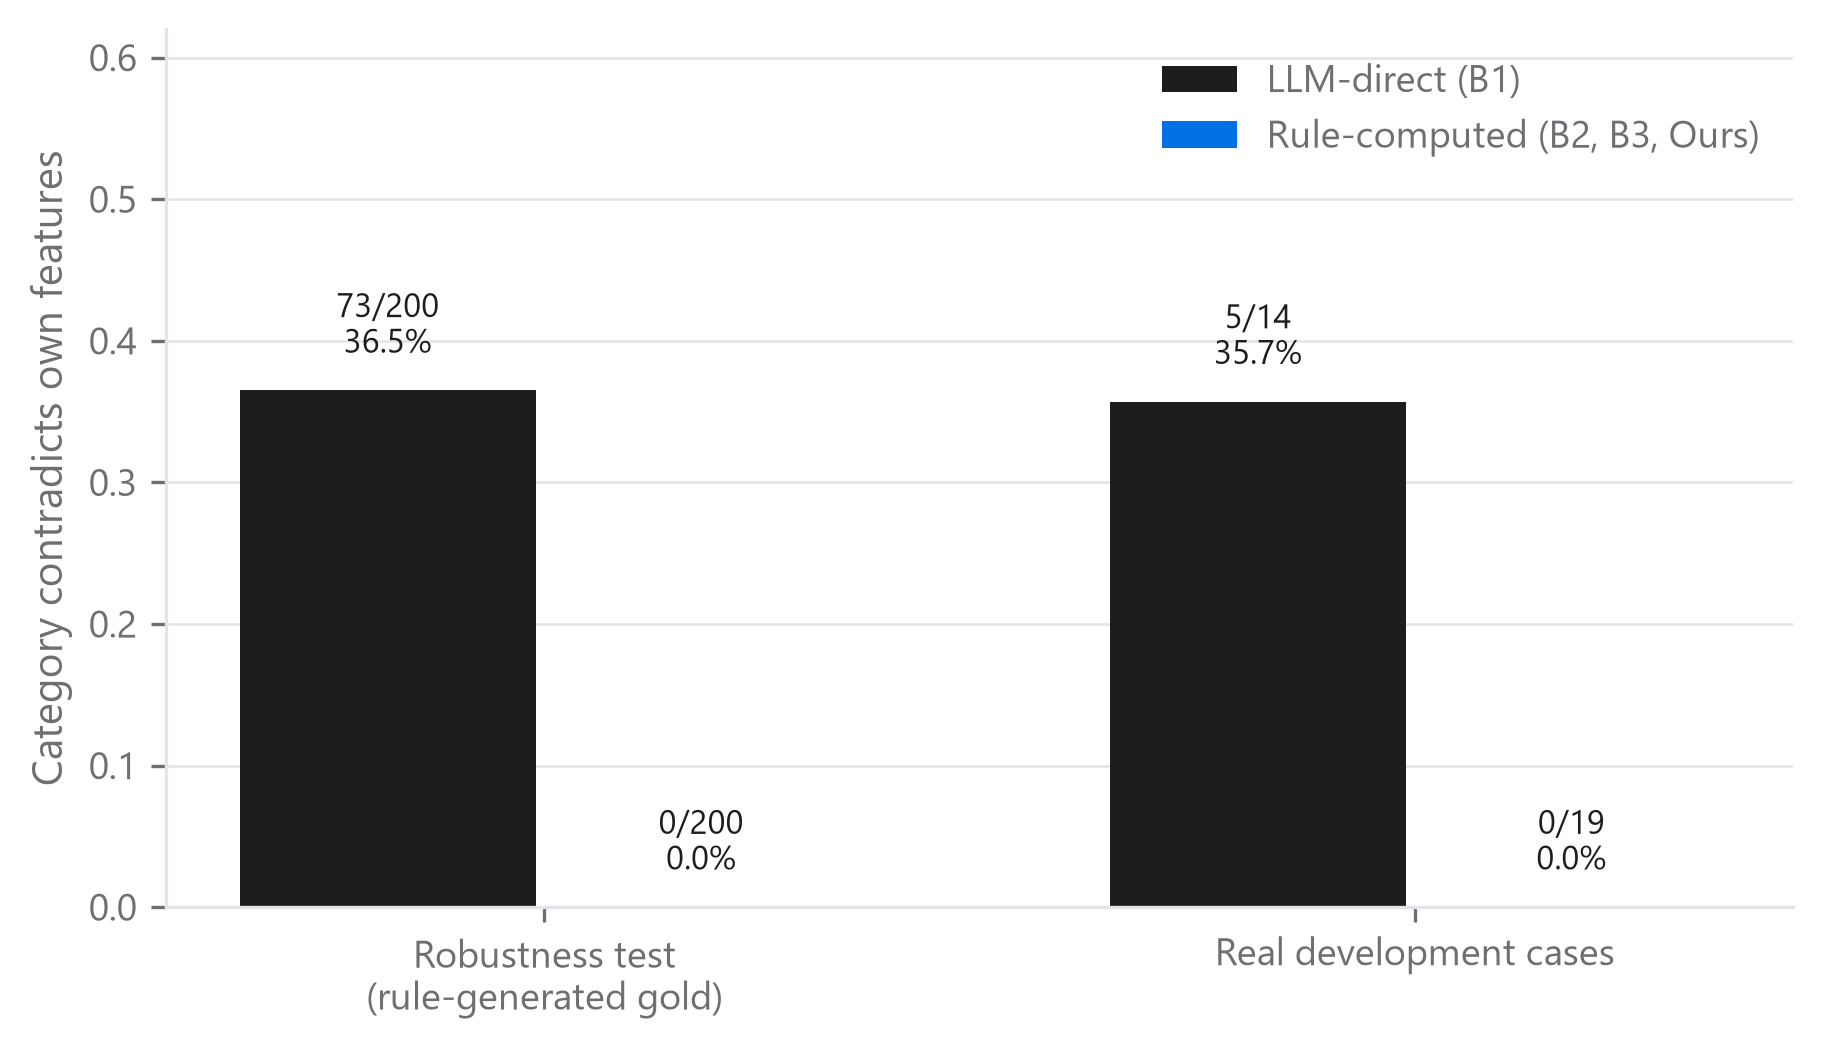 Category contradicts own features
0.6
0.5
0.4
0.3
0.2
0.1
0.0
LLM-direct (B1)
Rule-computed (B2, B3, Ours)
73/200
36.5%
0/200
0.0%
5/14
35.7%
0/19
0.0%
Robustness test
(rule-generated gold)
Real development cases